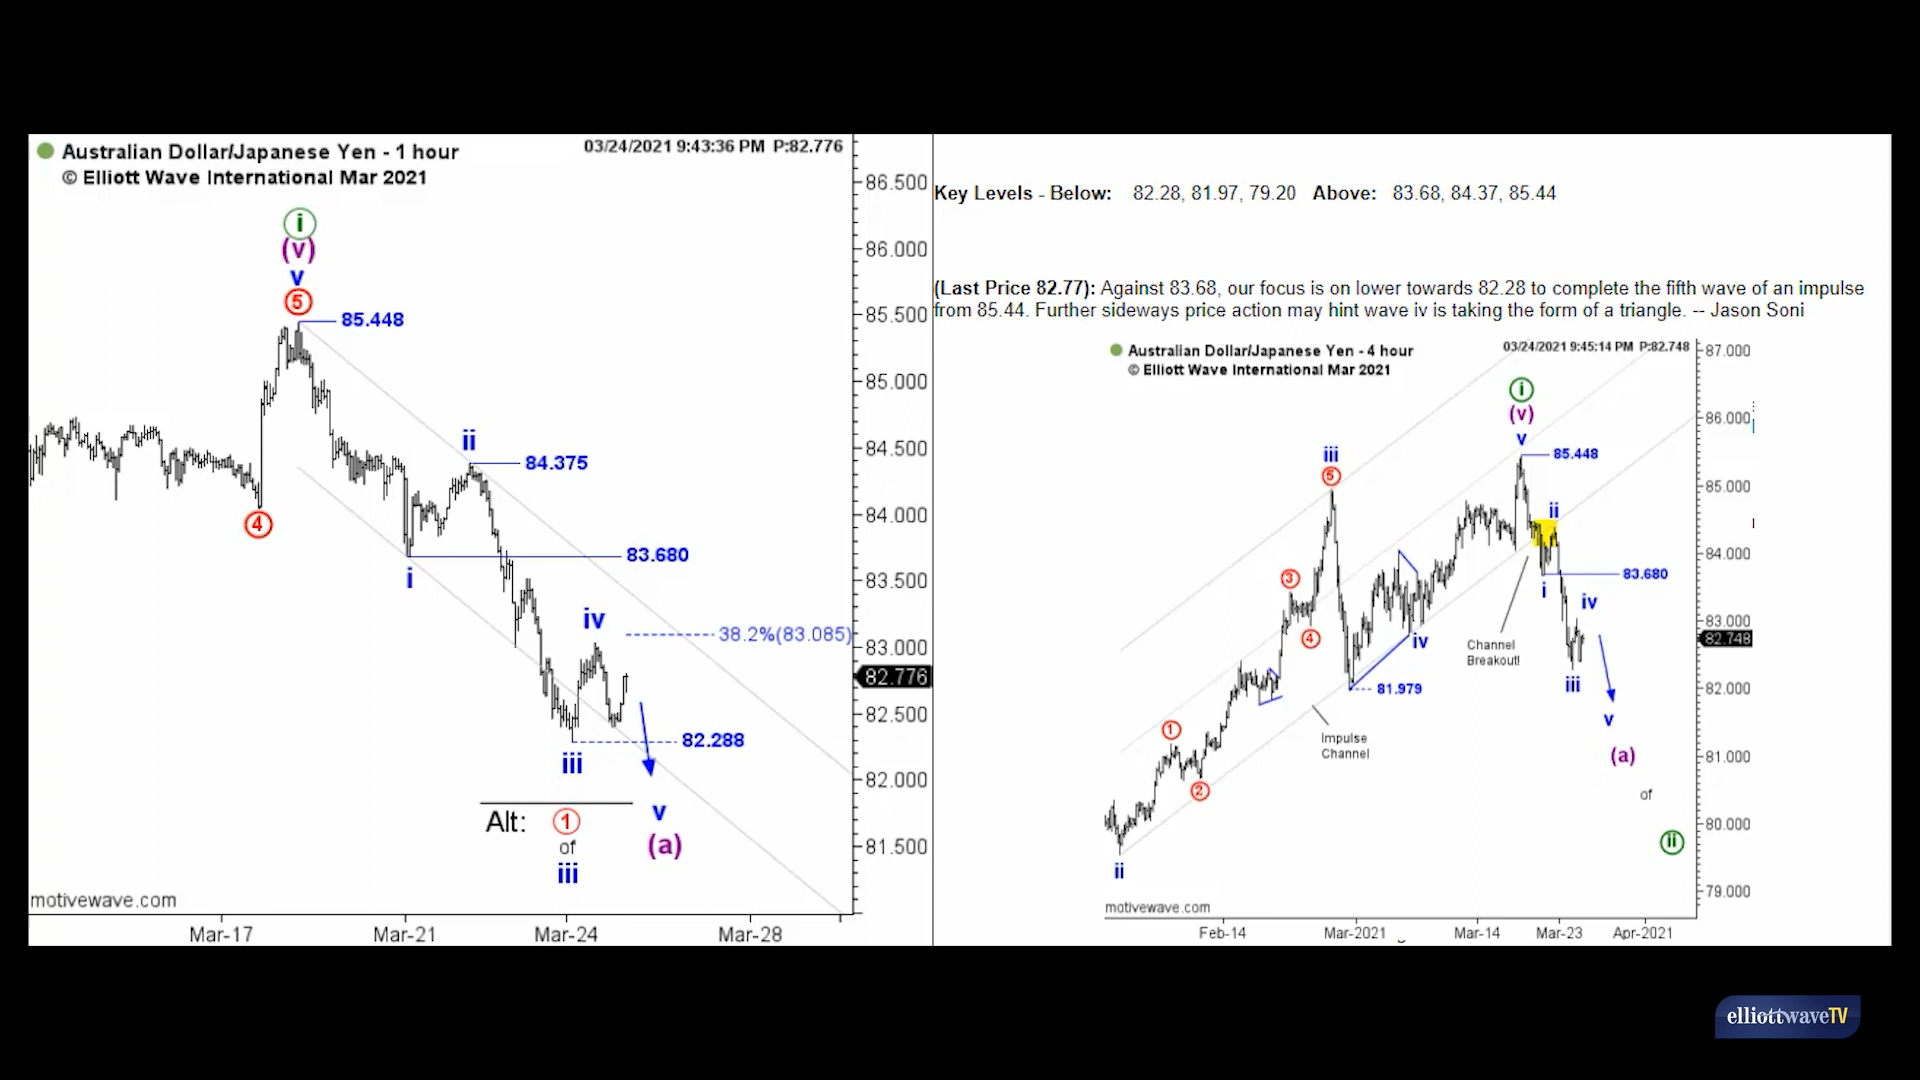 Australian Dollar/Japanese Yen - 1 hour
03/24/2021 9:43:36 PM P:82.776
© Elliott Wave International Mar 2021
i
(v)
v
5
85.448
ii
84.375
4
83.680
i
iv
38.2%(83.085)
82.288
iii
Alt:
1
of
iii
v
(a)
86.500
86.000
85.500
85.000
84.500
84.000
83.500
83.000
82.776
82.500
82.000
81.500
motivewave.com
Mar-17
Mar-21
Mar-24
Mar-28
Key Levels - Below: 82.28, 81.97, 79.20 Above: 83.68, 84.37, 85.44
(Last Price 82.77): Against 83.68, our focus is on lower towards 82.28 to complete the fifth wave of an impulse
from 85.44. Further sideways price action may hint wave iv is taking the form of a triangle. -- Jason Soni
Australian Dollar/Japanese Yen - 4 hour
03/24/2021 9:45:14 PM P:82.748
© Elliott Wave International Mar 2021
i
(v)
v
85.448
iii
5
ii
3
83.680
i
iv
4
iv
Channel
Breakout!
iii
81.979
v
1
Impulse
Channel
(a)
2
of
ii
ii
87.000
86.000
85.000
84.000
83.000
82.748
82.000
81.000
80.000
79.000
motivewave.com
Feb-14
Mar-2021
Mar-14
Mar-23
Apr-2021
elliottwaveTV